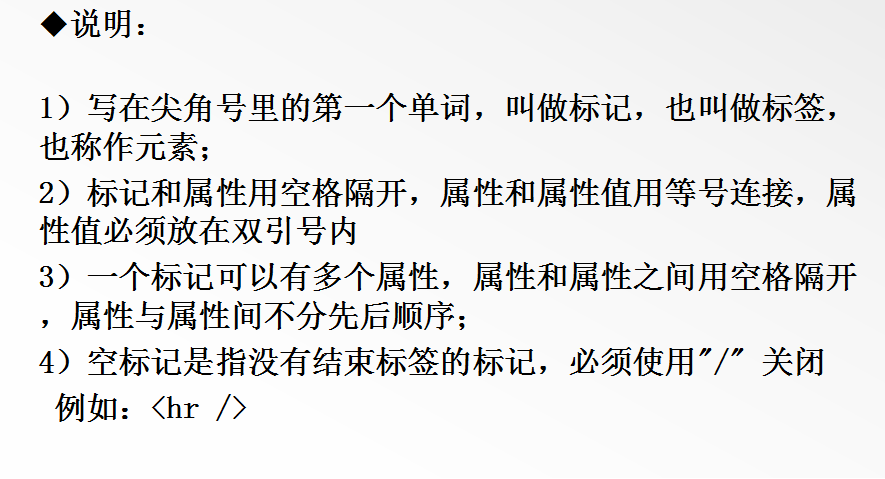 ◆说明：
1）写在尖角号里的第一个单词，叫做标记，也叫做标签，
也称作元素；
2）标记和属性用空格隔开，属性和属性值用等号连接，属
性值必须放在双引号内
3）一个标记可以有多个属性，属性和属性之间用空格隔开
，属性与属性间不分先后顺序；
4）空标记是指没有结束标签的标记，必须使用"/" 关闭
例如：<hr />